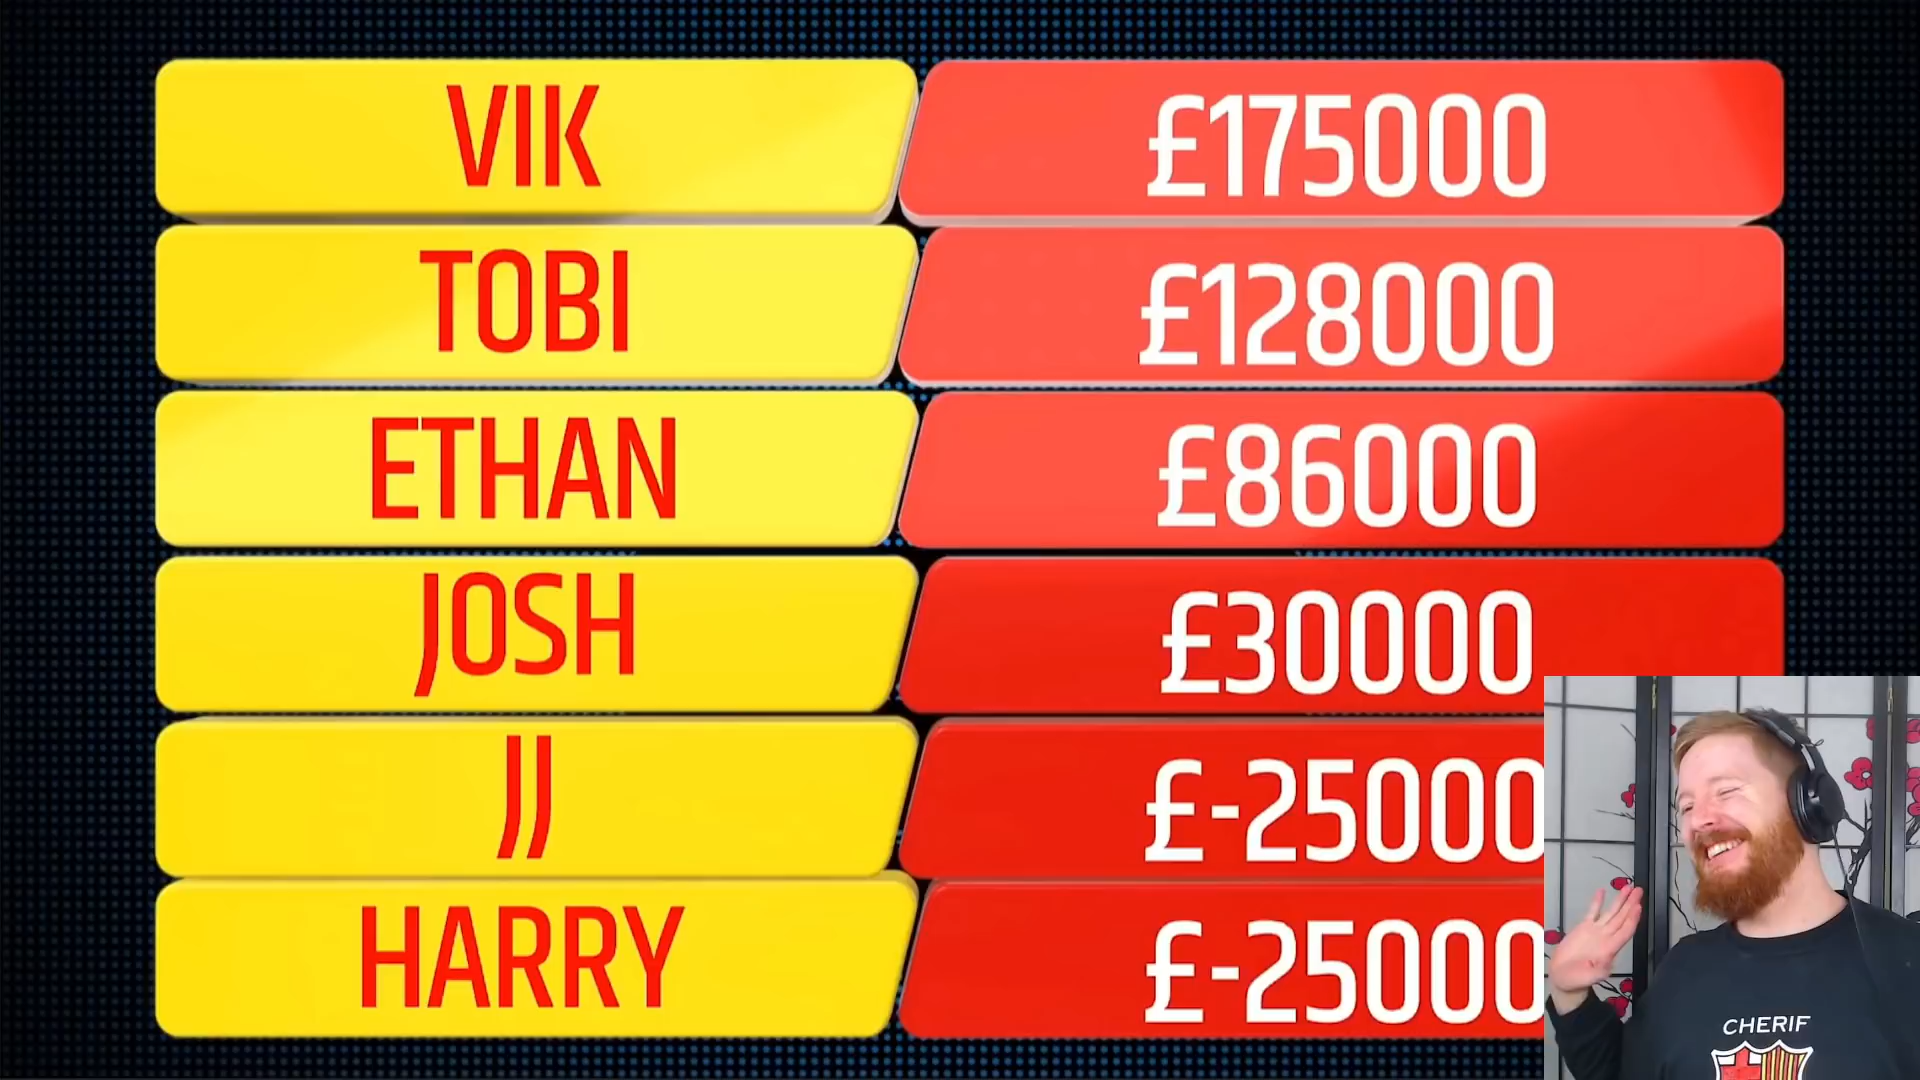 VIK £175000
TOBI £128000
ETHAN £86000
JOSH £30000
JJ £-25000
HARRY £-25000
CHERIF